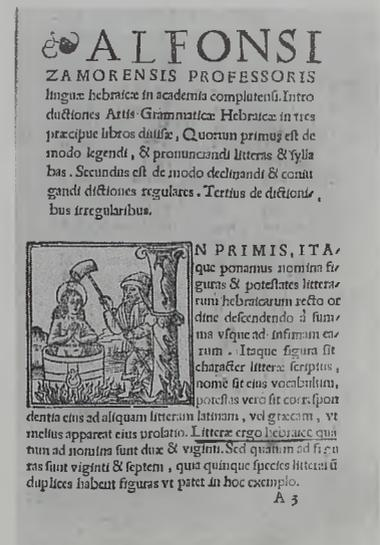 ALFONSI
ZAMORENSIS PROFESSORIS
linguæ hebraicæ in academia complutensi. Intro
ductiones Artis Grammaticæ Hebraicæ in tres
præcipue libros diuisæ, Quorum primus est de
modo legendi, & pronunciandi litteras & sylla
bas. Secundus est de modo declinandi & coniu
gandi dictiones regulares. Tertius de dictioni,
bus irregularibus.
IN PRIMIS, ITA-
que ponamus nomina fi-
guras & potestates littera-
rum hebraicarum recto or
dine descendendo à sum-
ma vsque ad infimam ea-
rum. Itaque figura sit
character litteræ scriptus,
nomē sit eius vocabulum,
potestas vero sit correspon
dentia eius ad aliquam litteram latinam, vel græcam, vt
melius appareat eius prolatio. Litteræ ergo hebraicę quā
tum ad nomina sunt duæ & viginti. Sed quātum ad figu
ras sunt viginti & septem, quia quinque species litterarū
duplices habent figuras vt patet in hoc exemplo.
A 3